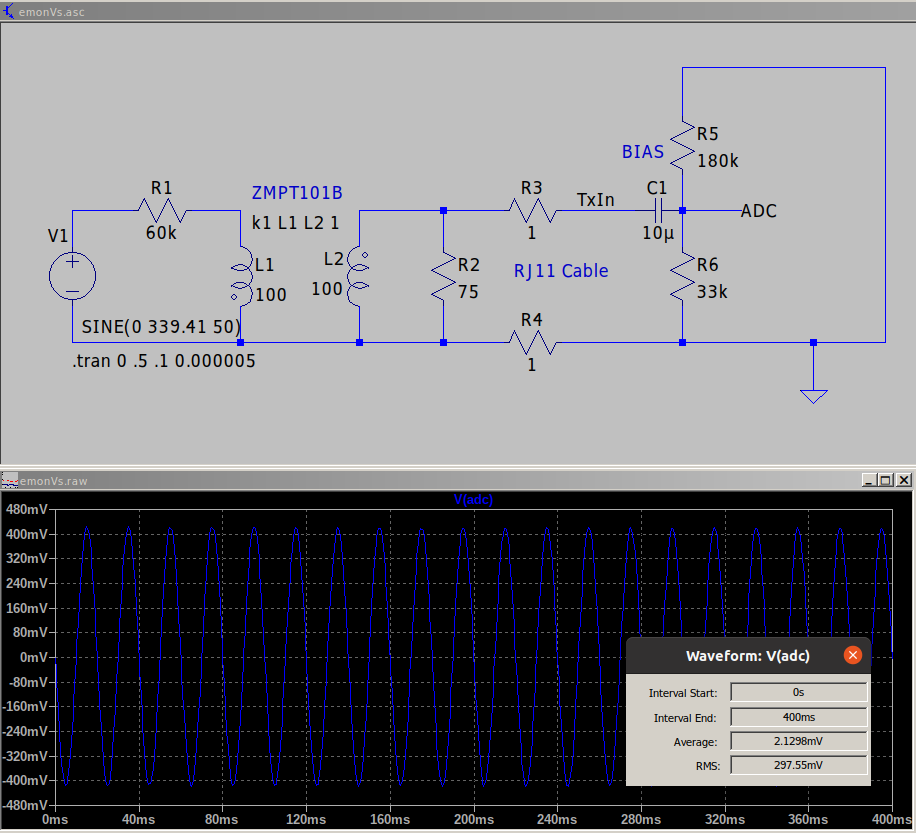 emonVs.asc
R5
BIAS
180k
R1
ZMPT101B
R3
TxIn
C1
k1 L1 L2 1
ADC
V1
60k
1
10µ
L1
L2
R2
RJ11 Cable
R6
100
100
75
33k
SINE(0 339.41 50)
R4
.tran 0 .5 .1 0.000005
1
emonVs.raw
V(adc)
480mV
400mV
320mV
240mV
160mV
80mV
0mV
-80mV
-160mV
-240mV
-320mV
-400mV
-480mV
0ms 40ms 80ms 120ms 160ms 200ms 240ms 280ms 320ms 360ms 400ms
Waveform: V(adc)
Interval Start: 0s
Interval End: 400ms
Average: 2.1298mV
RMS: 297.55mV